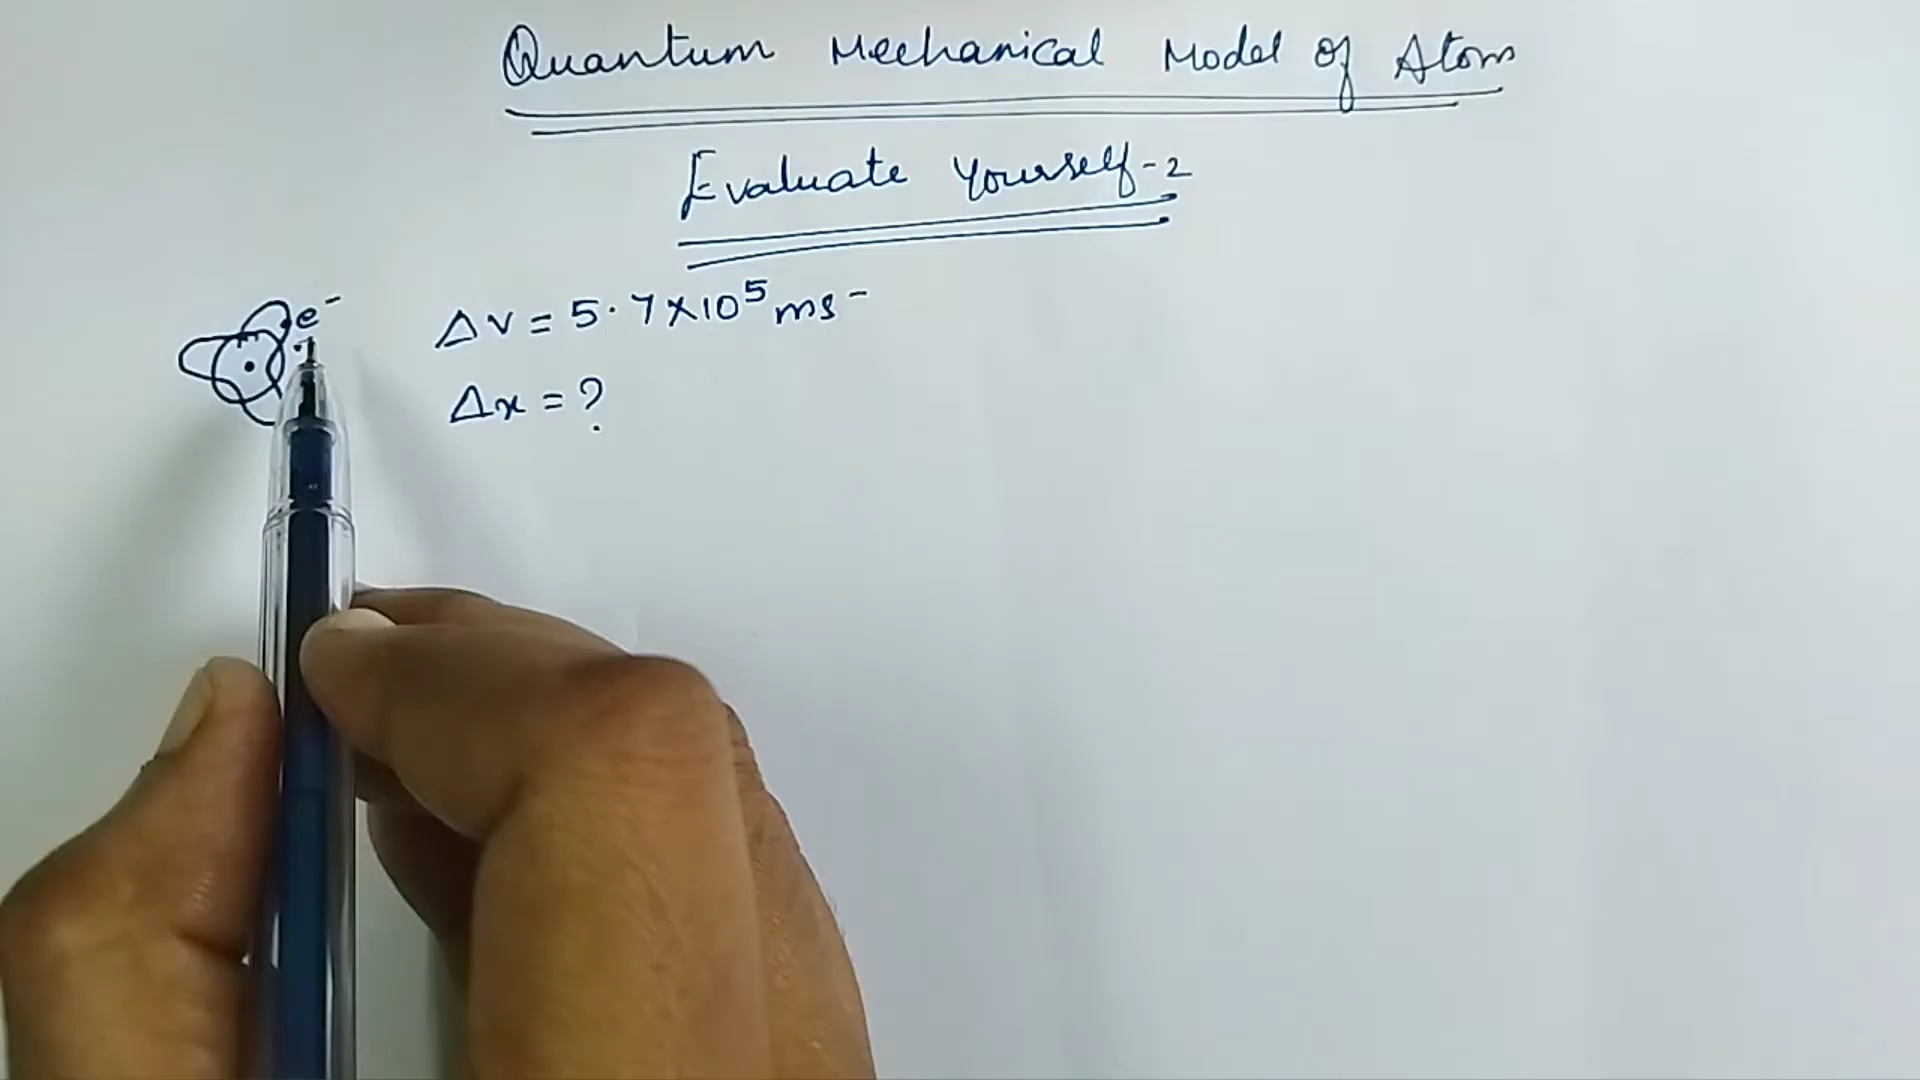 Quantum Mechanical Model of Atom
Evaluate Yourself-2
e⁻
Δv = 5.7×10⁵ ms⁻
Δx = ?